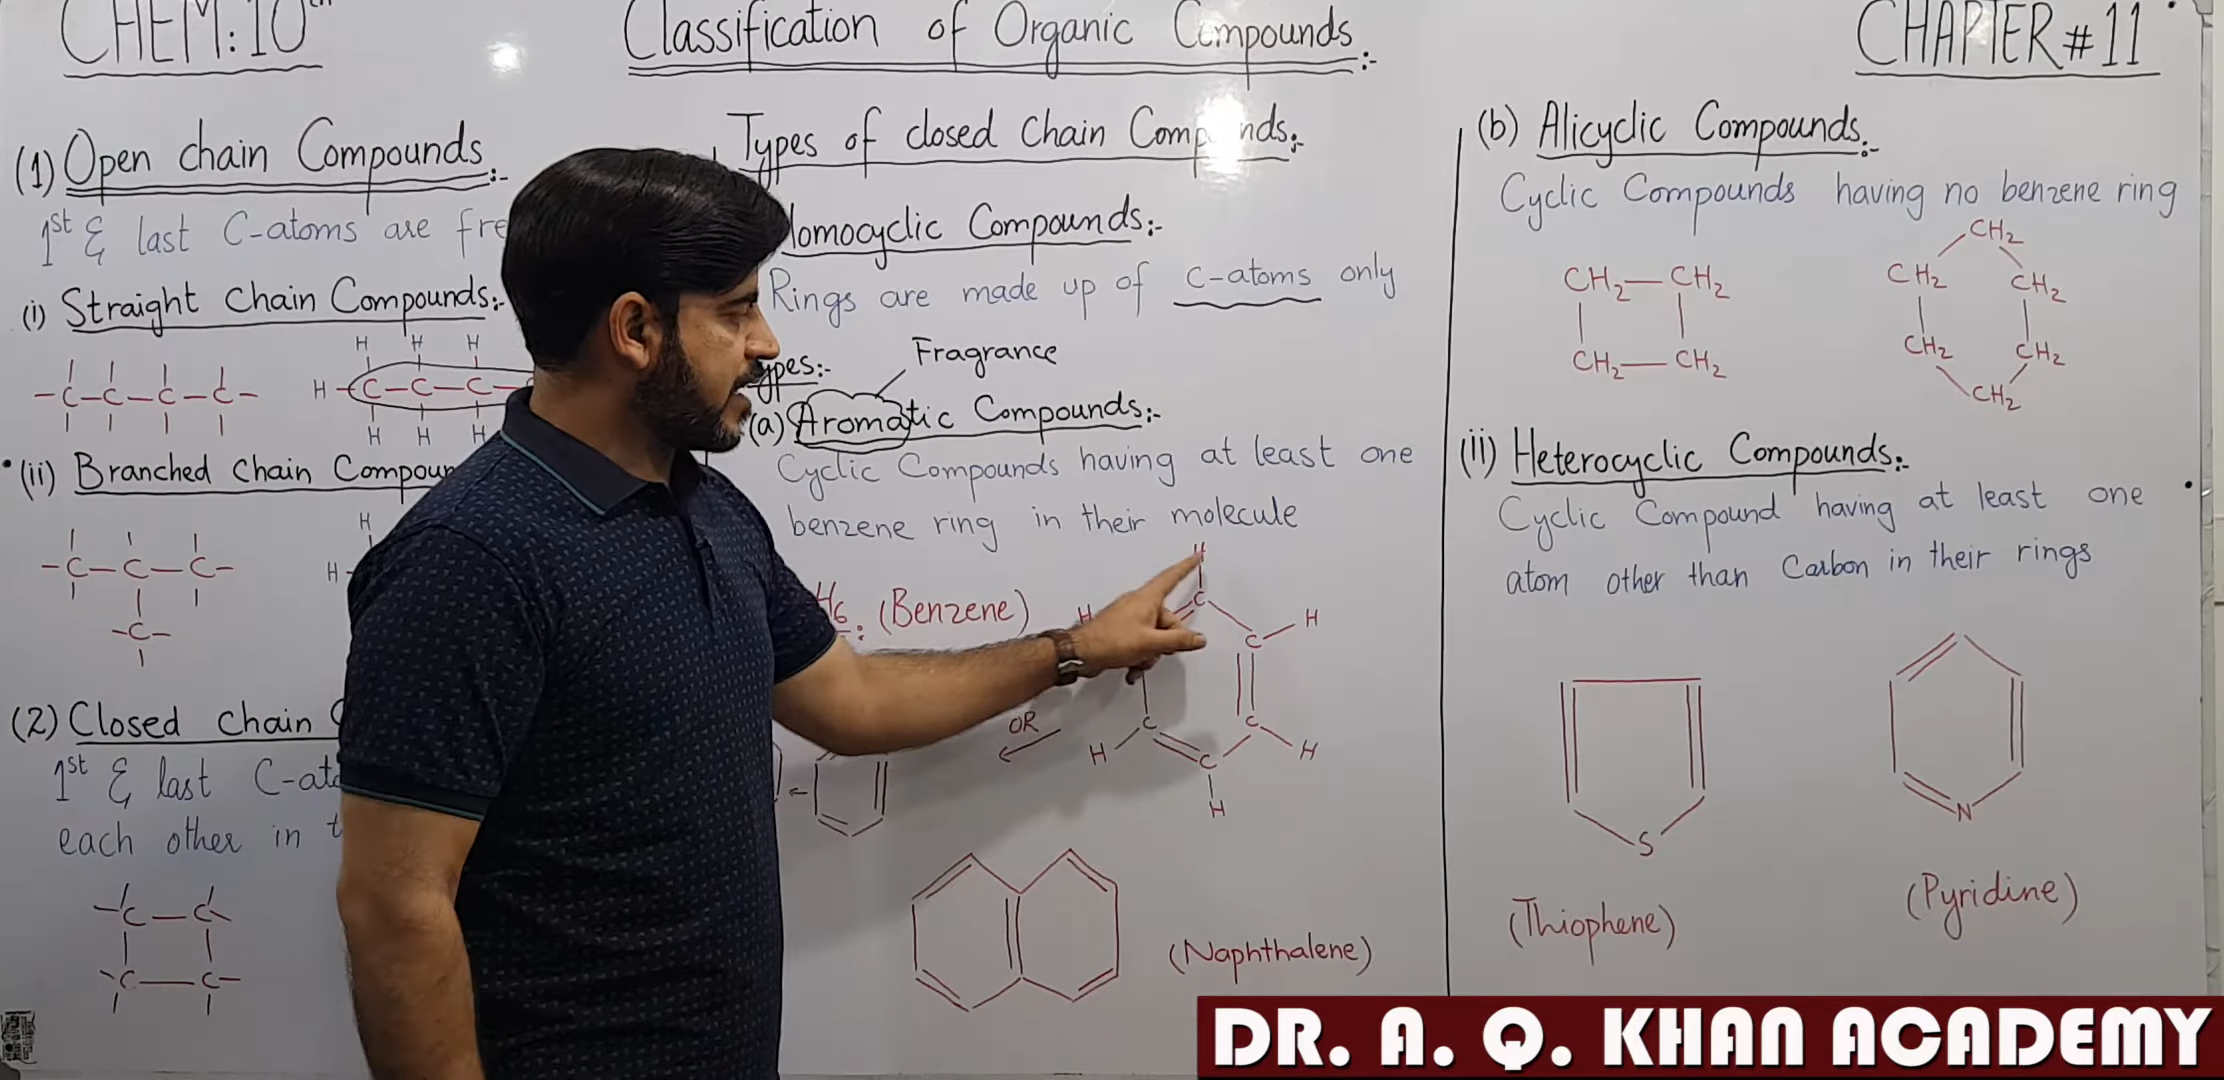 CHEM:10th
Classification of Organic Compounds:-
CHAPTER # 11
(1) Open chain Compounds:-
1st & last C-atoms are
(i) Straight chain Compounds:-
H H H
-C-C-C-C-
H-C-C-C-
H H H
(ii) Branched chain
H
-C-C-C-
H-
-C-
(2) Closed chain
1st & last
each other in
-C-C-
-C-C-
Types of closed chain
Compounds:-
Rings are made up of C-atoms only
Fragrance
(a) Aromatic Compounds:-
Cyclic Compounds having at least one
benzene ring in their molecule
(Benzene)
H
C
H
C
H
OR
C
C
H
C
H
H
(Naphthalene)
(b) Alicyclic Compounds:-
Cyclic Compounds having no benzene ring
CH2-CH2
CH2-CH2
CH2
CH2
CH2
CH2
CH2
CH2
(ii) Heterocyclic Compounds:-
Cyclic Compound having at least one
atom other than Carbon in their rings
S
(Thiophene)
N
(Pyridine)
DR. A. Q. KHAN ACADEMY